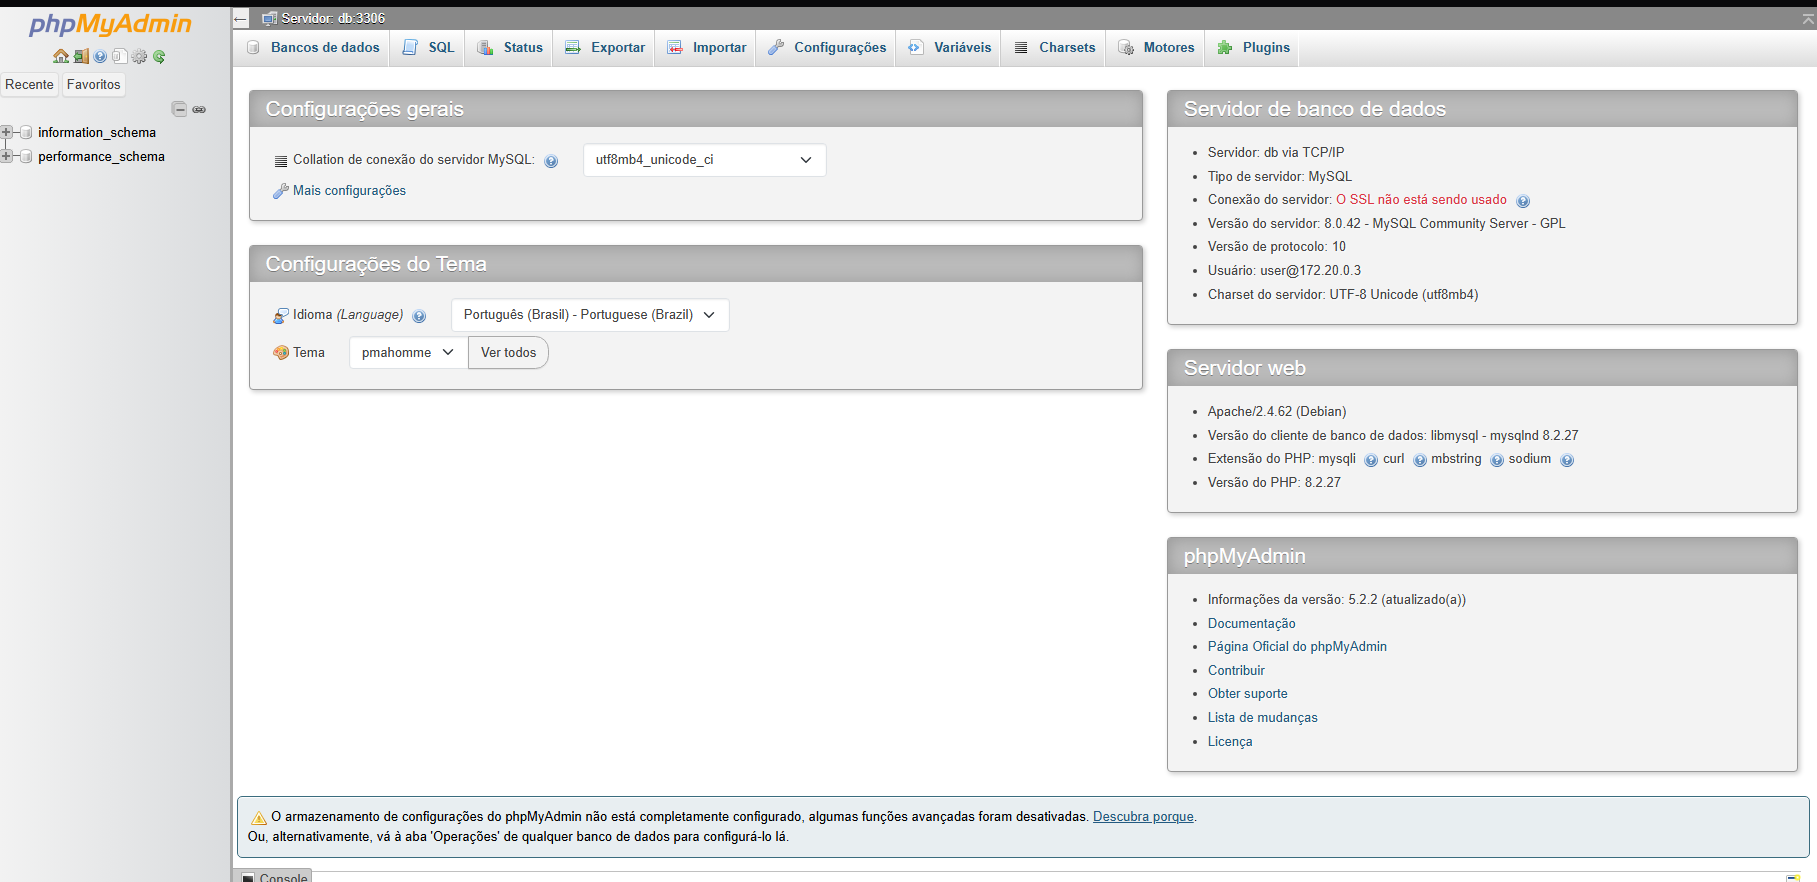 phpMyAdmin
Recente
Favoritos
information_schema
performance_schema
Servidor: db:3306
Bancos de dados
SQL
Status
Exportar
Importar
Configurações
Variáveis
Charsets
Motores
Plugins
Configurações gerais
Collation de conexão do servidor MySQL:
utf8mb4_unicode_ci
Mais configurações
Configurações do Tema
Idioma (Language)
Português (Brasil) - Portuguese (Brazil)
Tema
pmahomme
Ver todos
Servidor de banco de dados
Servidor: db via TCP/IP
Tipo de servidor: MySQL
Conexão do servidor: O SSL não está sendo usado
Versão do servidor: 8.0.42 - MySQL Community Server - GPL
Versão de protocolo: 10
Usuário: user@172.20.0.3
Charset do servidor: UTF-8 Unicode (utf8mb4)
Servidor web
Apache/2.4.62 (Debian)
Versão do cliente de banco de dados: libmysql - mysqlnd 8.2.27
Extensão do PHP: mysqli curl mbstring sodium
Versão do PHP: 8.2.27
phpMyAdmin
Informações da versão: 5.2.2 (atualizado(a))
Documentação
Página Oficial do phpMyAdmin
Contribuir
Obter suporte
Lista de mudanças
Licença
O armazenamento de configurações do phpMyAdmin não está completamente configurado, algumas funções avançadas foram desativadas. Descubra porque.
Ou, alternativamente, vá à aba 'Operações' de qualquer banco de dados para configurá-lo lá.
Console